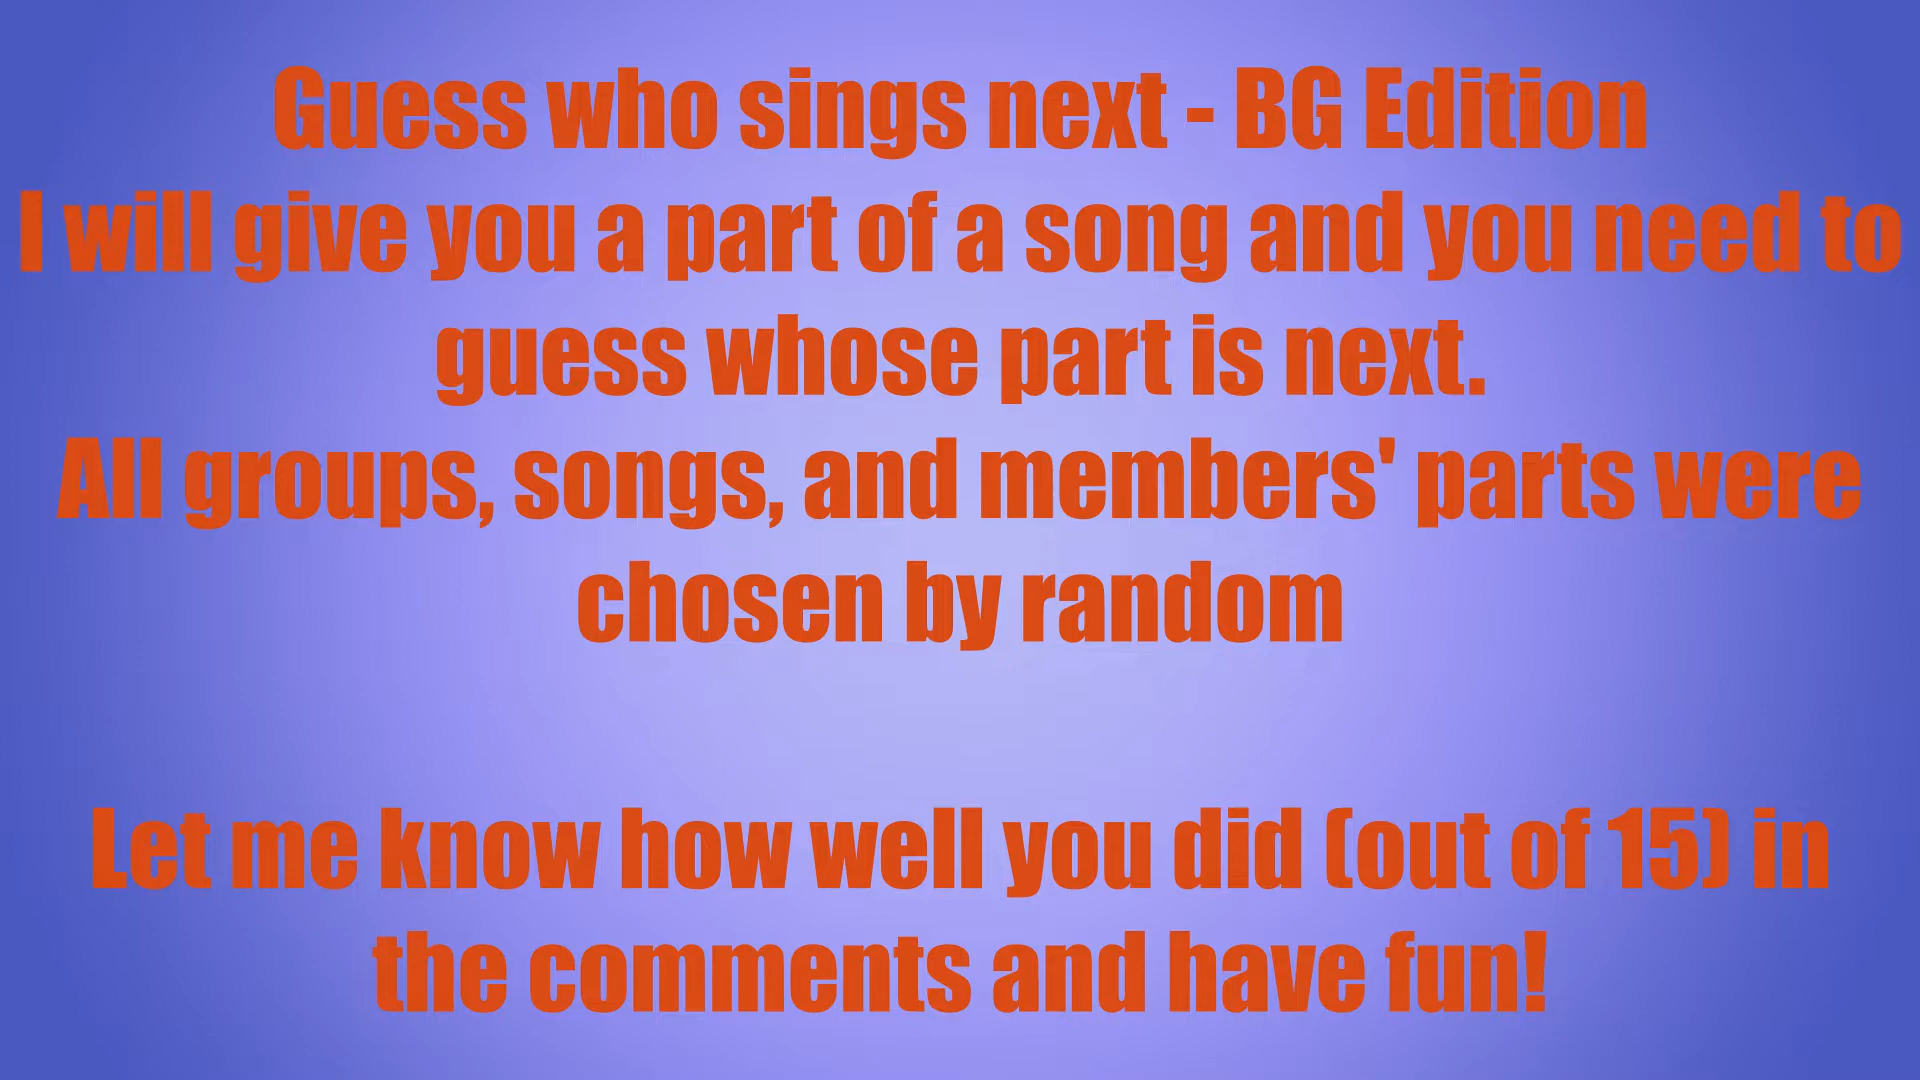 Guess who sings next - BG Edition
I will give you a part of a song and you need to
guess whose part is next.
All groups, songs, and members' parts were
chosen by random
Let me know how well you did (out of 15) in
the comments and have fun!